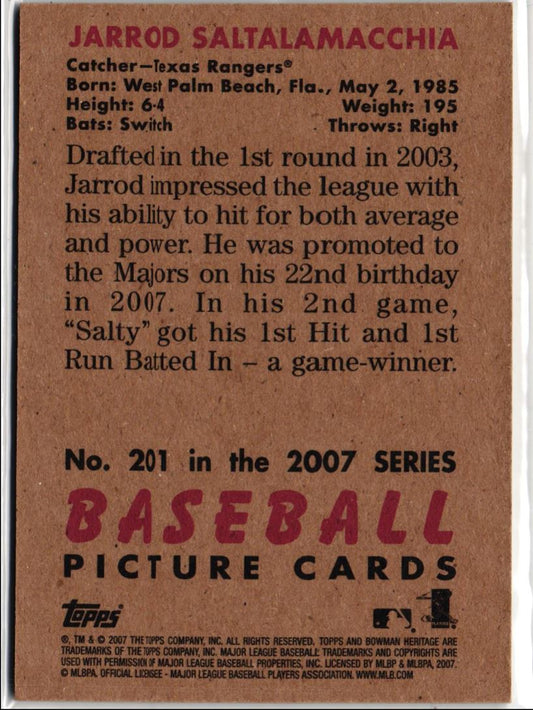 JARROD SALTALAMACCHIA
Catcher—Texas Rangers®
Born: West Palm Beach, Fla., May 2, 1985
Height: 6-4 Weight: 195
Bats: Switch Throws: Right
Drafted in the 1st round in 2003,
Jarrod impressed the league with
his ability to hit for both average
and power. He was promoted to
the Majors on his 22nd birthday
in 2007. In his 2nd game,
“Salty” got his 1st Hit and 1st
Run Batted In – a game-winner.
No. 201 in the 2007 SERIES
BASEBALL
PICTURE CARDS
topps
®, TM & © 2007 THE TOPPS COMPANY, INC. ALL RIGHTS RESERVED. TOPPS AND BOWMAN HERITAGE ARE
TRADEMARKS OF THE TOPPS COMPANY, INC. MAJOR LEAGUE BASEBALL TRADEMARKS AND COPYRIGHTS ARE
USED WITH PERMISSION OF MAJOR LEAGUE BASEBALL PROPERTIES, INC. LICENSED BY MLBP & MLBPA, 2007.
© MLBPA. OFFICIAL LICENSEE - MAJOR LEAGUE BASEBALL PLAYERS ASSOCIATION. WWW.MLB.COM